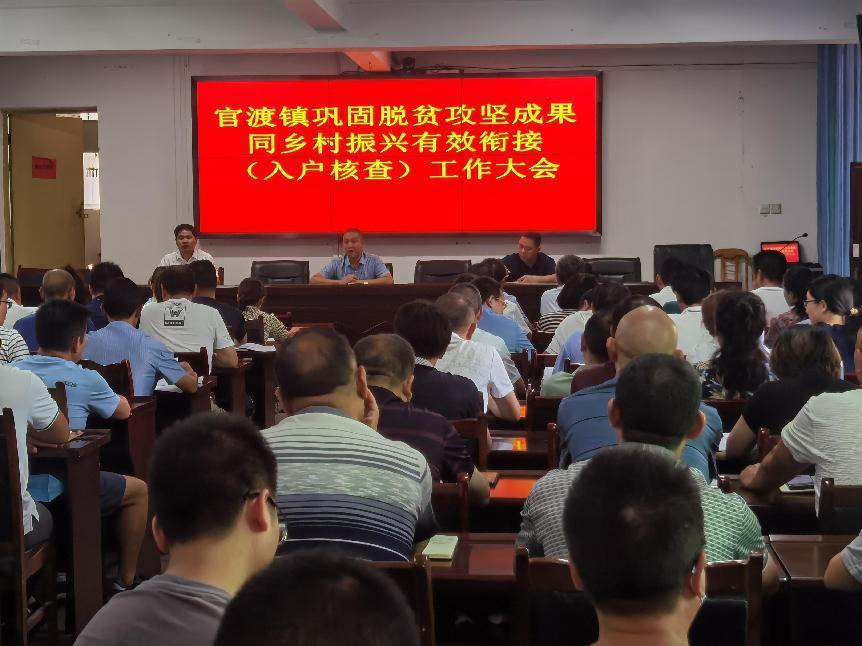 官渡镇巩固脱贫攻坚成果
同乡村振兴有效衔接
（入户核查）工作大会